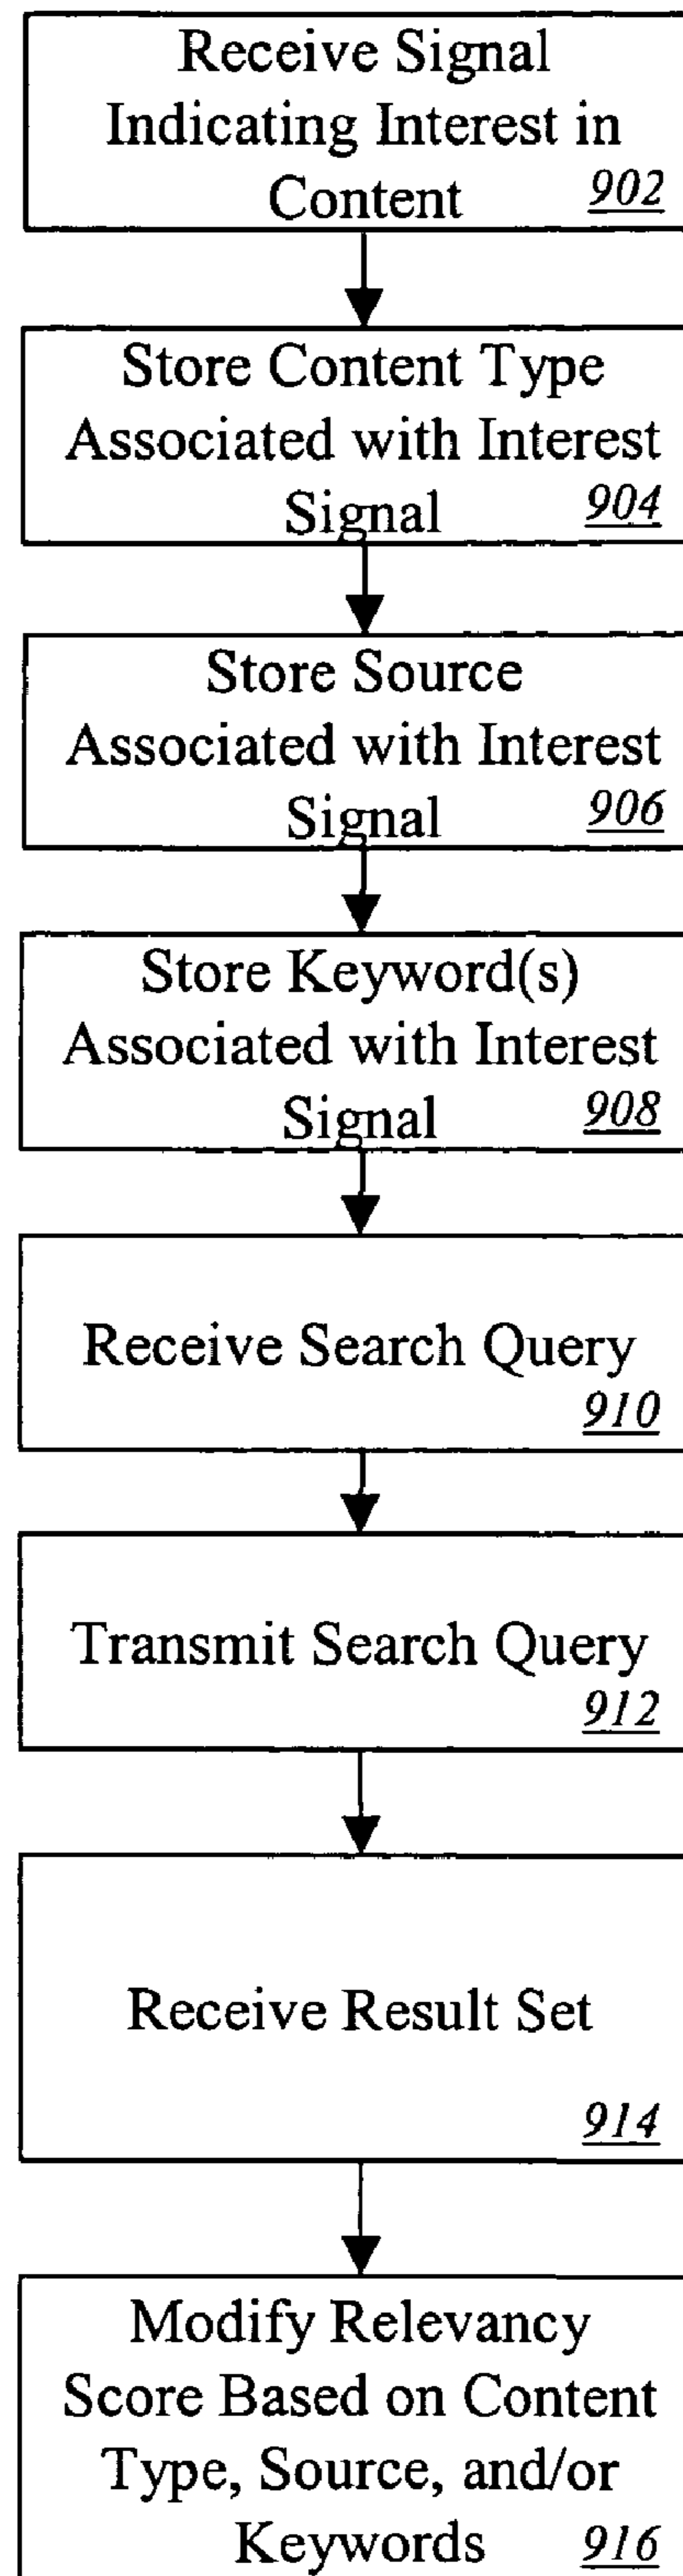 Receive Signal
Indicating Interest in
Content 902
Store Content Type
Associated with Interest
Signal 904
Store Source
Associated with Interest
Signal 906
Store Keyword(s)
Associated with Interest
Signal 908
Receive Search Query
910
Transmit Search Query
912
Receive Result Set
914
Modify Relevancy
Score Based on Content
Type, Source, and/or
Keywords 916